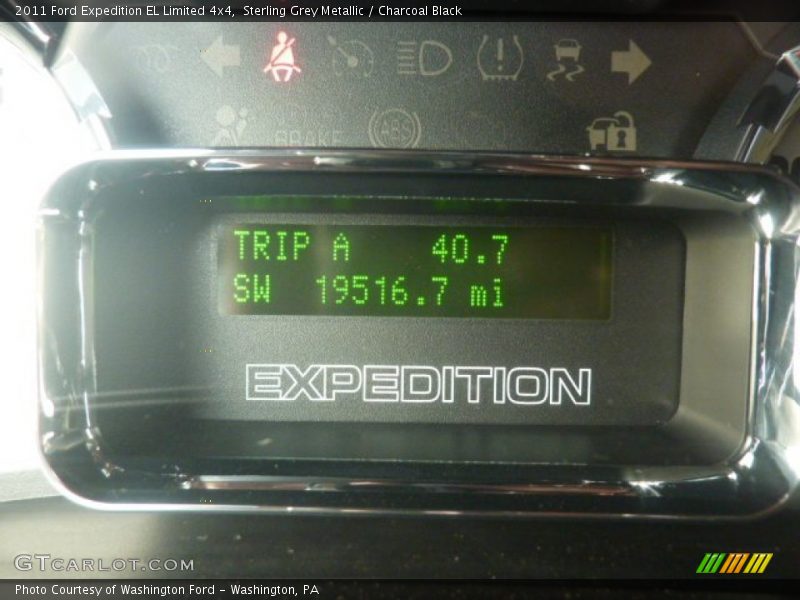 2011 Ford Expedition EL Limited 4x4, Sterling Grey Metallic / Charcoal Black
BRAKE ABS
TRIP A 40.7
SW 19516.7 mi
EXPEDITION
GTCARLOT.COM
Photo Courtesy of Washington Ford - Washington, PA